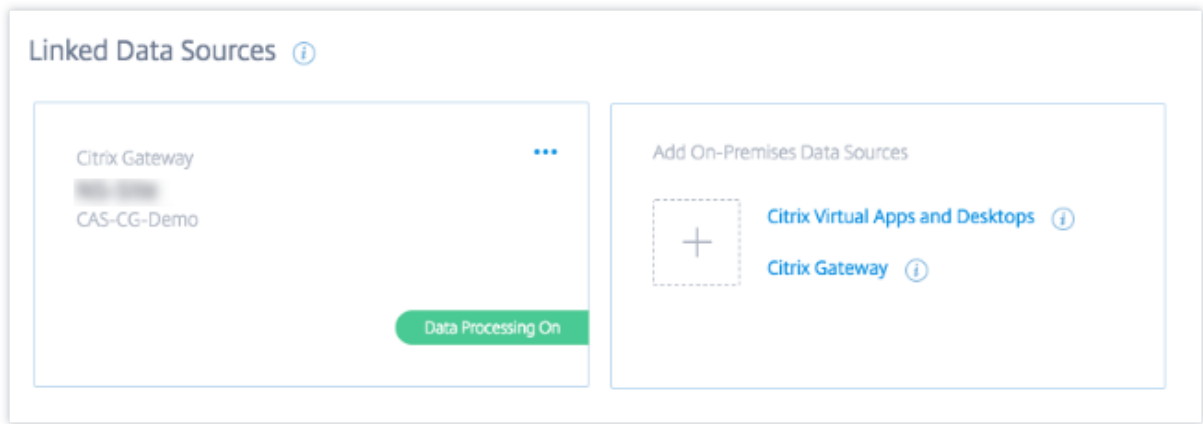 Linked Data Sources
Citrix Gateway
CAS-CG-Demo
Data Processing On
Add On-Premises Data Sources
Citrix Virtual Apps and Desktops
Citrix Gateway